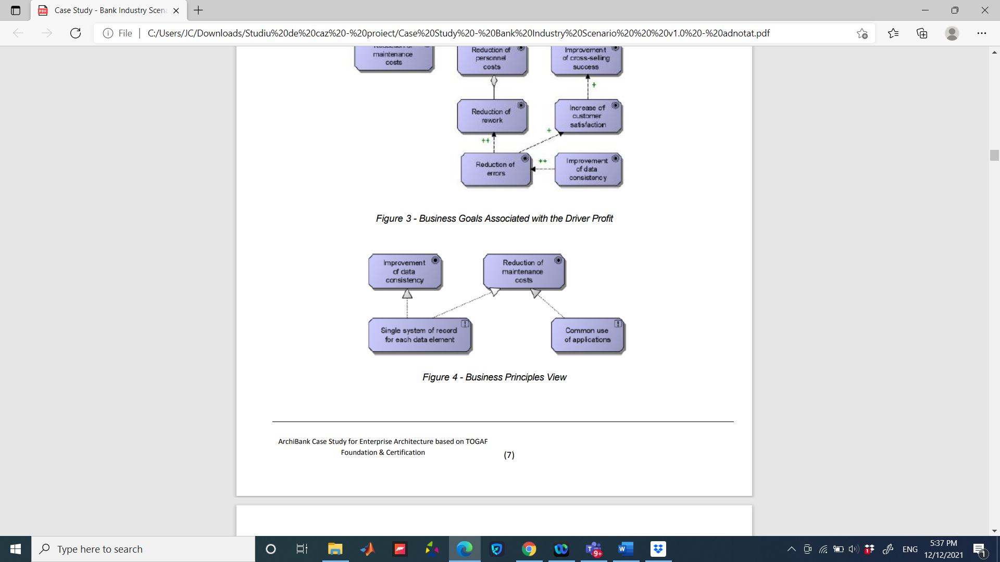 Case Study - Bank Industry Scen
File
C:/Users/JC/Downloads/Studiu%20de%20caz%20-%20proiect/Case%20Study%20-%20Bank%20Industry%20Scenario%20%20%20v1.0%20-%20adnotat.pdf
Reduction of
maintenance
costs
Reduction of
personnel
costs
Improvement
of cross-selling
success
+
Reduction of
rework
Increase of
customer
satisfaction
+
++
Reduction of
errors
++
Improvement
of data
consistency
Figure 3 - Business Goals Associated with the Driver Profit
Improvement
of data
consistency
Reduction of
maintenance
costs
Single system of record
for each data element
Common use
of applications
Figure 4 - Business Principles View
ArchiBank Case Study for Enterprise Architecture based on TOGAF
Foundation & Certification
(7)
Type here to search
9+
1
ENG
5:37 PM
12/12/2021
1